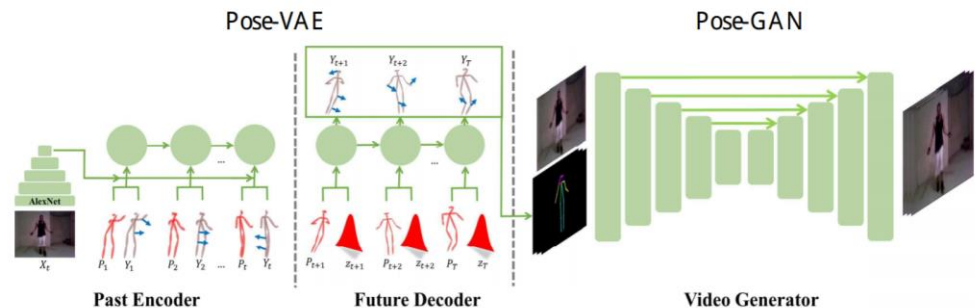 Pose-VAE
Pose-GAN
Y_{t+1} Y_{t+2} Y_T
... ...
AlexNet
X_t P_1 Y_1 P_2 Y_2 ... P_t Y_t P_{t+1} z_{t+1} P_{t+2} z_{t+2} P_T z_T
Past Encoder
Future Decoder
Video Generator